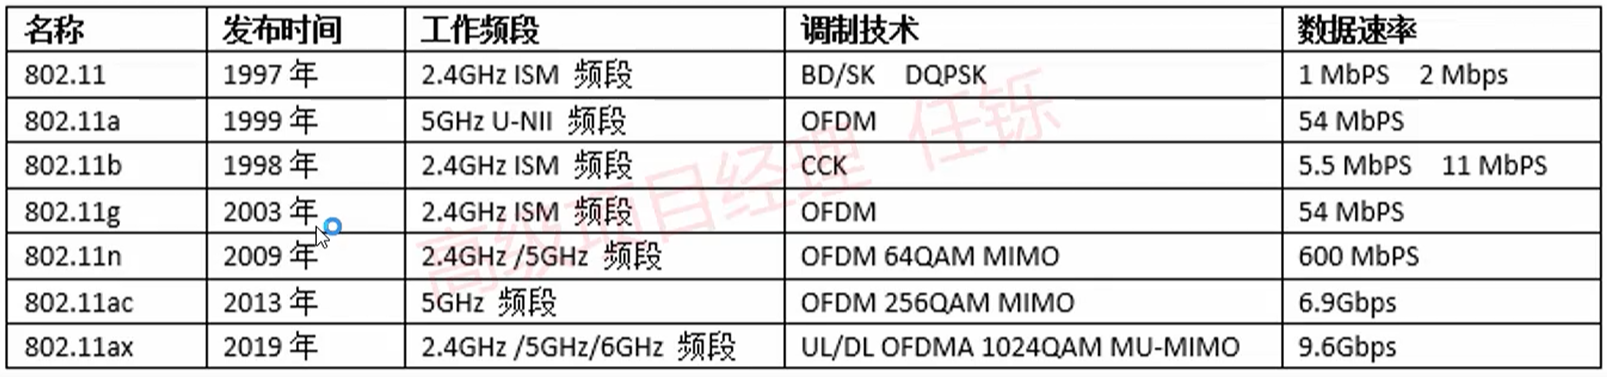 名称 发布时间 工作频段 调制技术 数据速率
802.11 1997 年 2.4GHz ISM 频段 BD/SK DQPSK 1 MbPS 2 Mbps
802.11a 1999 年 5GHz U-NII 频段 OFDM 54 MbPS
802.11b 1998 年 2.4GHz ISM 频段 CCK 5.5 MbPS 11 MbPS
802.11g 2003 年 2.4GHz ISM 频段 OFDM 54 MbPS
802.11n 2009 年 2.4GHz /5GHz 频段 OFDM 64QAM MIMO 600 MbPS
802.11ac 2013 年 5GHz 频段 OFDM 256QAM MIMO 6.9Gbps
802.11ax 2019 年 2.4GHz /5GHz/6GHz 频段 UL/DL OFDMA 1024QAM MU-MIMO 9.6Gbps
高级项目经理 任铄